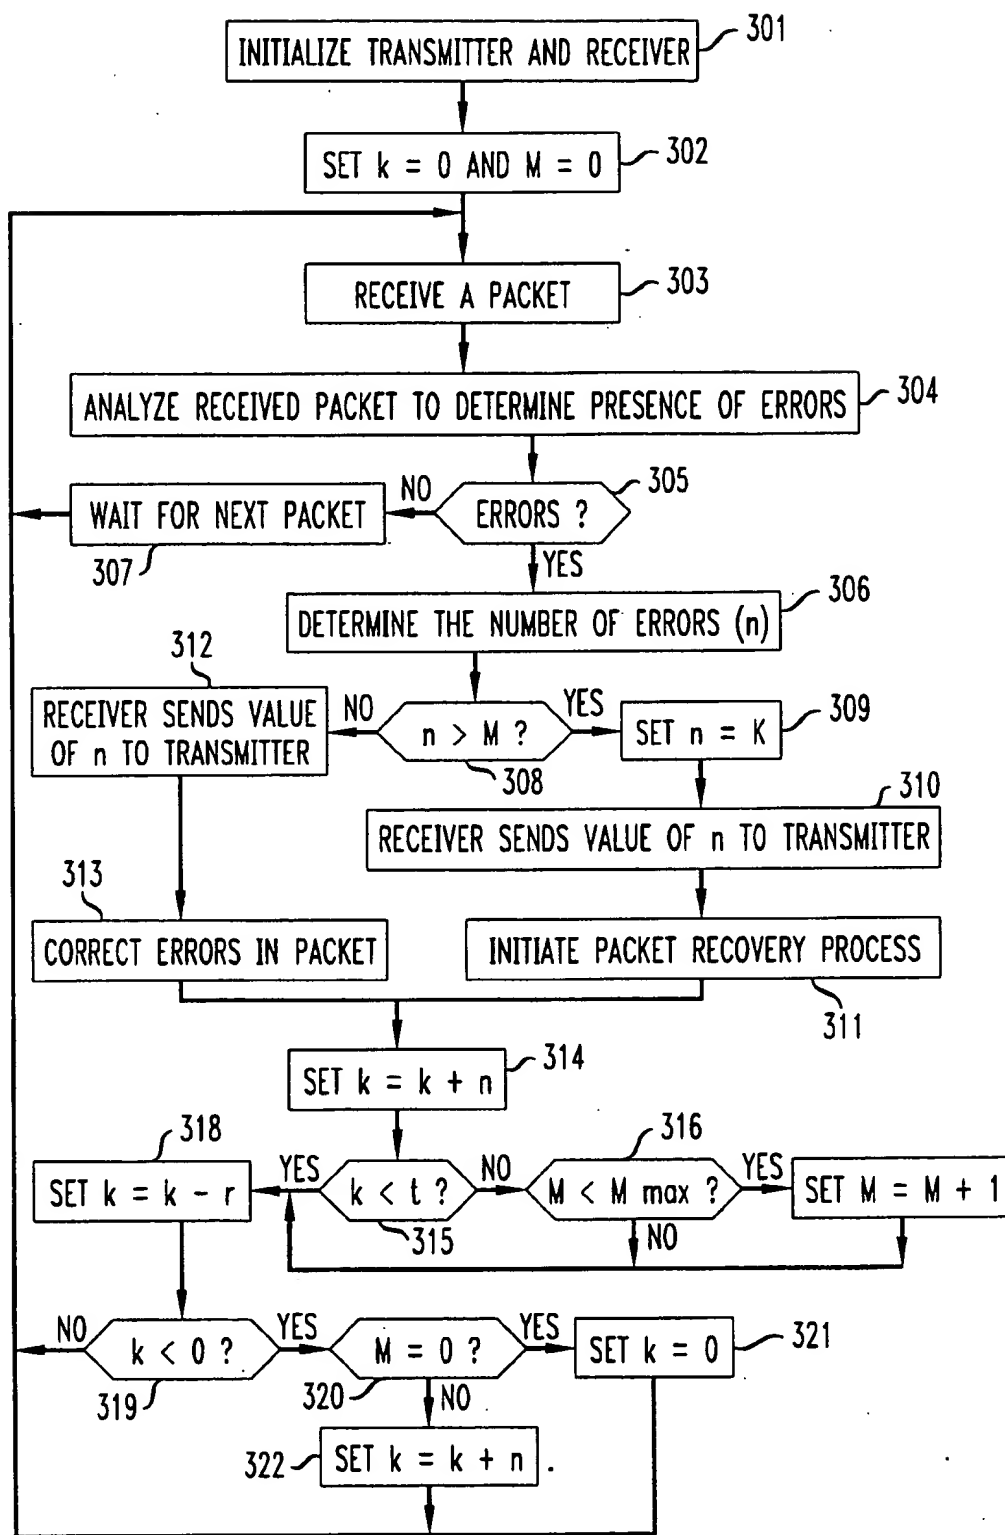 INITIALIZE TRANSMITTER AND RECEIVER
301
SET k = 0 AND M = 0
302
RECEIVE A PACKET
303
ANALYZE RECEIVED PACKET TO DETERMINE PRESENCE OF ERRORS
304
WAIT FOR NEXT PACKET
307
NO
ERRORS ?
305
YES
DETERMINE THE NUMBER OF ERRORS (n)
306
312
RECEIVER SENDS VALUE
OF n TO TRANSMITTER
NO
n > M ?
308
YES
SET n = K
309
310
RECEIVER SENDS VALUE OF n TO TRANSMITTER
313
CORRECT ERRORS IN PACKET
INITIATE PACKET RECOVERY PROCESS
311
SET k = k + n
314
318
SET k = k - r
YES
k < t ?
315
NO
316
M < M max ?
NO
YES
SET M = M + 1
NO
k < 0 ?
319
YES
M = 0 ?
320
NO
YES
SET k = 0
321
322
SET k = k + n